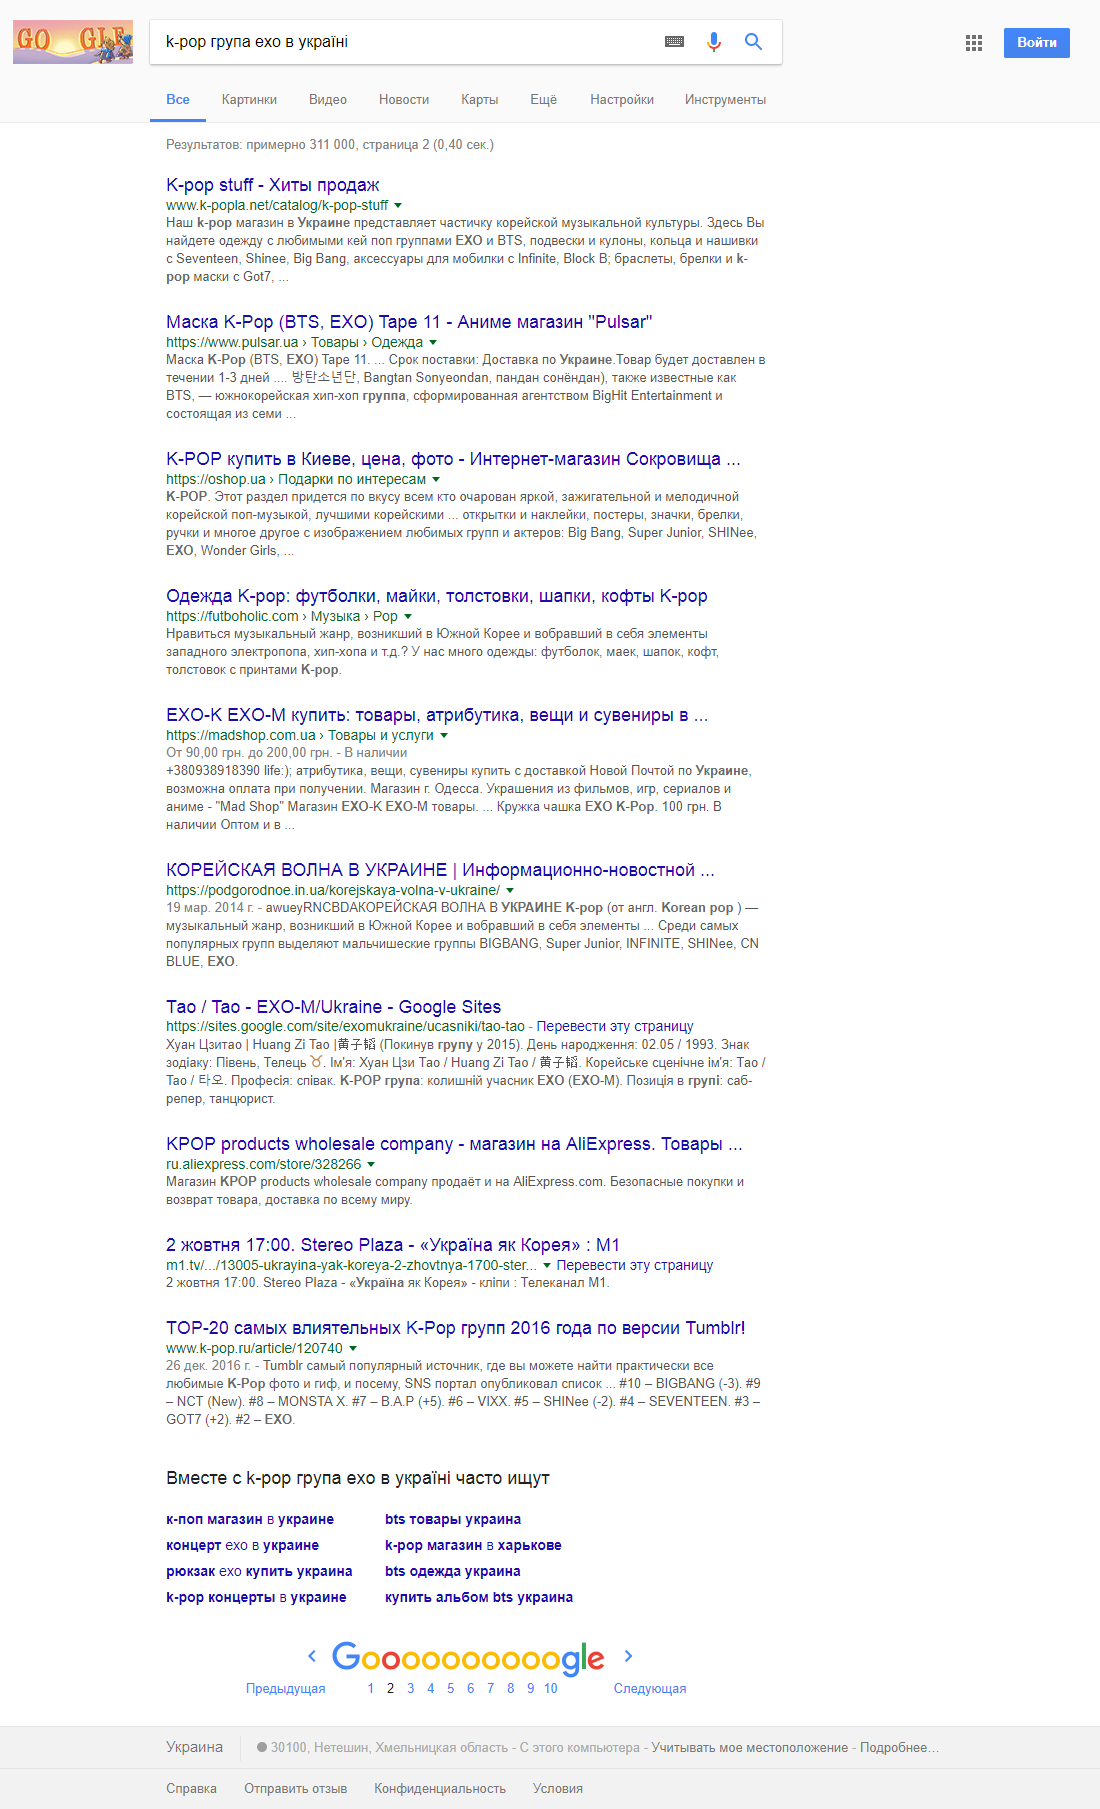 GO GLE
k-pop група exo в україні
Войти
Все Картинки Видео Новости Карты Ещё Настройки Инструменты
Результатов: примерно 311 000, страница 2 (0,40 сек.)
K-pop stuff - Хиты продаж
www.k-popla.net/catalog/k-pop-stuff
Наш k-pop магазин в Украине представляет частичку корейской музыкальной культуры. Здесь Вы
найдете одежду с любимыми кей поп группами EXO и BTS, подвески и кулоны, кольца и нашивки
с Seventeen, Shinee, Big Bang, аксессуары для мобилки с Infinite, Block B; браслеты, брелки и k-
pop маски с Got7, ...
Маска K-Pop (BTS, EXO) Tape 11 - Аниме магазин "Pulsar"
https://www.pulsar.ua › Товары › Одежда
Маска K-Pop (BTS, EXO) Tape 11. ... Срок поставки: Доставка по Украине.Товар будет доставлен в
течении 1-3 дней .... 방탄소년단, Bangtan Sonyeondan, пандан сонёндан), также известные как
BTS, — южнокорейская хип-хоп группа, сформированная агентством BigHit Entertainment и
состоящая из семи ...
K-POP купить в Киеве, цена, фото - Интернет-магазин Сокровища ...
https://oshop.ua › Подарки по интересам
K-POP. Этот раздел придется по вкусу всем кто очарован яркой, зажигательной и мелодичной
корейской поп-музыкой, лучшими корейскими ... открытки и наклейки, постеры, значки, брелки,
ручки и многое другое с изображением любимых групп и актеров: Big Bang, Super Junior, SHINee,
EXO, Wonder Girls, ...
Одежда K-pop: футболки, майки, толстовки, шапки, кофты K-pop
https://futboholic.com › Музыка › Pop
Нравиться музыкальный жанр, возникший в Южной Корее и вобравший в себя элементы
западного электропопа, хип-хопа и т.д.? У нас много одежды: футболок, маек, шапок, кофт,
толстовок с принтами K-pop.
EXO-K EXO-M купить: товары, атрибутика, вещи и сувениры в ...
https://madshop.com.ua › Товары и услуги
От 90,00 грн. до 200,00 грн. - В наличии
+380938918390 life:); атрибутика, вещи, сувениры купить с доставкой Новой Почтой по Украине,
возможна оплата при получении. Магазин г. Одесса. Украшения из фильмов, игр, сериалов и
аниме - "Mad Shop" Магазин EXO-K EXO-M товары. ... Кружка чашка EXO K-Pop. 100 грн. В
наличии Оптом и в ...
КОРЕЙСКАЯ ВОЛНА В УКРАИНЕ | Информационно-новостной ...
https://podgorodnoe.in.ua/korejskaya-volna-v-ukraine/
19 мар. 2014 г. - awueyRNCBDAКОРЕЙСКАЯ ВОЛНА В УКРАИНЕ K-pop (от англ. Korean pop ) —
музыкальный жанр, возникший в Южной Корее и вобравший в себя элементы ... Среди самых
популярных групп выделяют мальчишеские группы BIGBANG, Super Junior, INFINITE, SHINee, CN
BLUE, EXO.
Tao / Тао - EXO-M/Ukraine - Google Sites
https://sites.google.com/site/exomukraine/ucasniki/tao-tao - Перевести эту страницу
Хуан Цзитао | Huang Zi Tao |黄子韬 (Покинув групу у 2015). День народження: 02.05 / 1993. Знак
зодіаку: Півень, Телець ♉. Ім'я: Хуан Цзи Тао / Huang Zi Tao / 黄子韬. Корейське сценічне ім'я: Тао /
Tao / 타오. Професія: співак. K-POP група: колишній учасник EXO (EXO-M). Позиція в групі: саб-
репер, танцюрист.
KPOP products wholesale company - магазин на AliExpress. Товары ...
ru.aliexpress.com/store/328266
Магазин KPOP products wholesale company продаёт и на AliExpress.com. Безопасные покупки и
возврат товара, доставка по всему миру.
2 жовтня 17:00. Stereo Plaza - «Україна як Корея» : M1
m1.tv/.../13005-ukrayina-yak-koreya-2-zhovtnya-1700-ster... Перевести эту страницу
2 жовтня 17:00. Stereo Plaza - «Україна як Корея» - кліпи : Телеканал М1.
TOP-20 самых влиятельных K-Pop групп 2016 года по версии Tumblr!
www.k-pop.ru/article/120740
26 дек. 2016 г. - Tumblr самый популярный источник, где вы можете найти практически все
любимые K-Pop фото и гиф, и посему, SNS портал опубликовал список ... #10 – BIGBANG (-3). #9
– NCT (New). #8 – MONSTA X. #7 – B.A.P (+5). #6 – VIXX. #5 – SHINee (-2). #4 – SEVENTEEN. #3 –
GOT7 (+2). #2 – EXO.
Вместе с k-pop група exo в україні часто ищут
к-поп магазин в украине bts товары украина
концерт exo в украине k-pop магазин в харькове
рюкзак exo купить украина bts одежда украина
k-pop концерты в украине купить альбом bts украина
Goooooooooogle
Предыдущая 1 2 3 4 5 6 7 8 9 10 Следующая
Украина 30100, Нетешин, Хмельницкая область - С этого компьютера - Учитывать мое местоположение - Подробнее…
Справка Отправить отзыв Конфиденциальность Условия